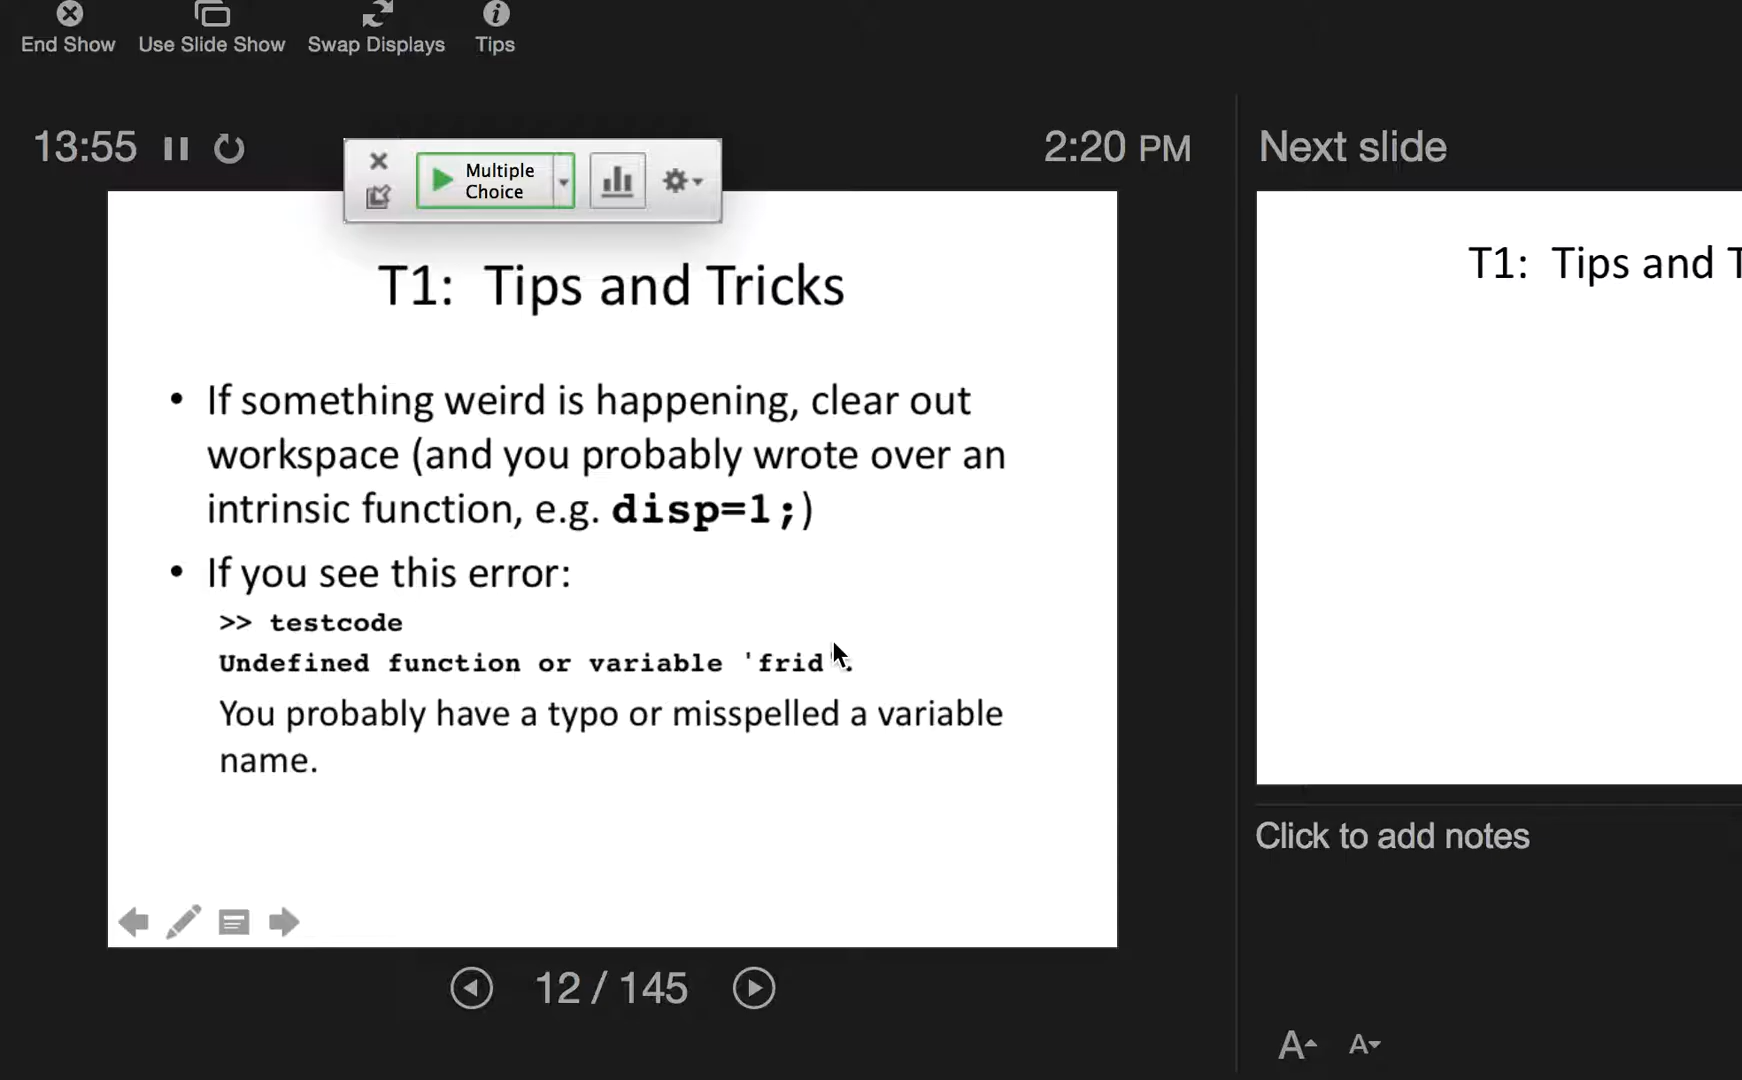 End Show Use Slide Show Swap Displays Tips
13:55
Multiple
Choice
2:20 PM
Next slide
T1: Tips and Tricks
• If something weird is happening, clear out
workspace (and you probably wrote over an
intrinsic function, e.g. disp=1;)
• If you see this error:
>> testcode
Undefined function or variable 'frid'.
You probably have a typo or misspelled a variable
name.
12 / 145
T1: Tips and T
Click to add notes
A A